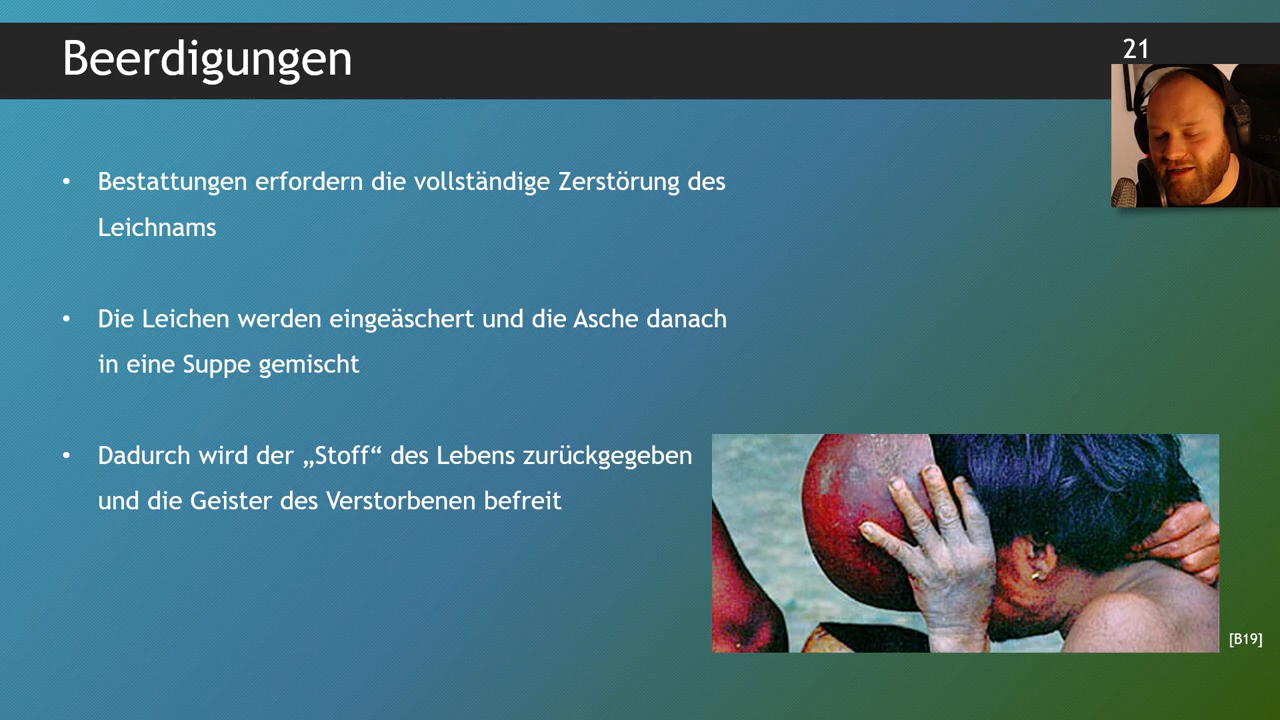 Beerdigungen
21
• Bestattungen erfordern die vollständige Zerstörung des
Leichnams
• Die Leichen werden eingeäschert und die Asche danach
in eine Suppe gemischt
• Dadurch wird der „Stoff“ des Lebens zurückgegeben
und die Geister des Verstorbenen befreit
[B19]